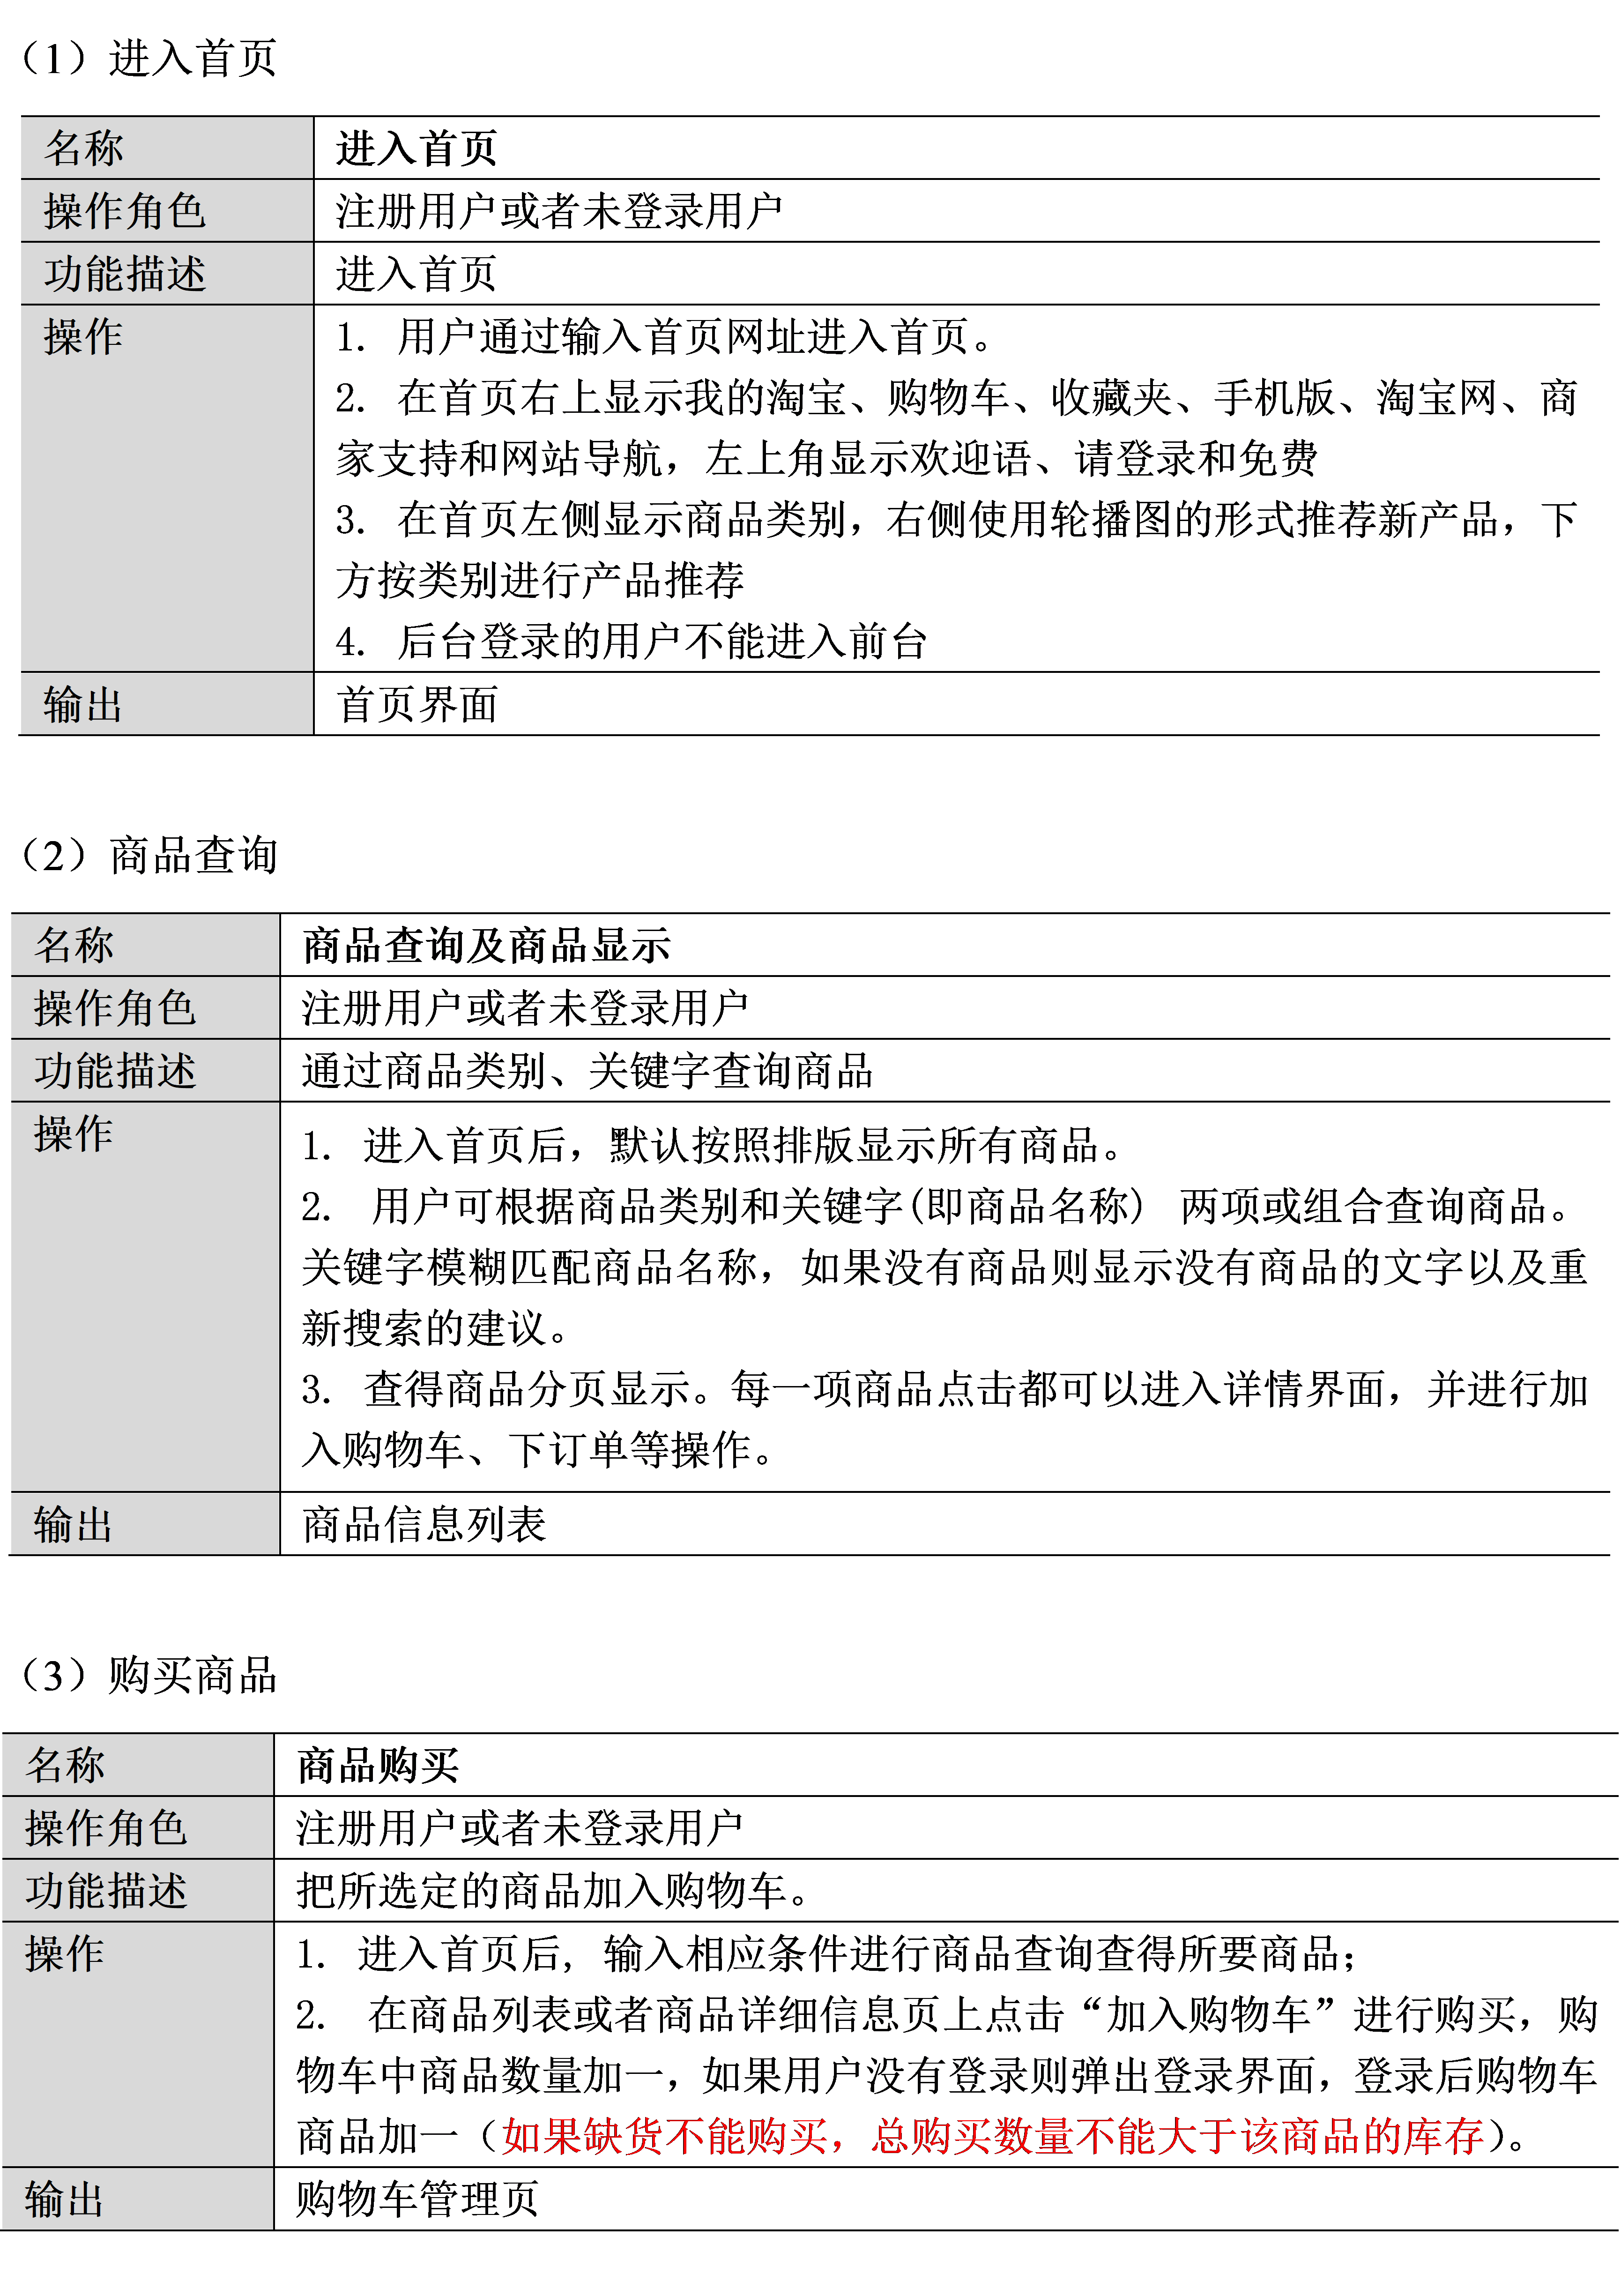 （1）进入首页
名称 进入首页
操作角色 注册用户或者未登录用户
功能描述 进入首页
操作 1. 用户通过输入首页网址进入首页。
2. 在首页右上显示我的淘宝、购物车、收藏夹、手机版、淘宝网、商
家支持和网站导航，左上角显示欢迎语、请登录和免费
3. 在首页左侧显示商品类别，右侧使用轮播图的形式推荐新产品，下
方按类别进行产品推荐
4. 后台登录的用户不能进入前台
输出 首页界面
（2）商品查询
名称 商品查询及商品显示
操作角色 注册用户或者未登录用户
功能描述 通过商品类别、关键字查询商品
操作 1. 进入首页后，默认按照排版显示所有商品。
2. 用户可根据商品类别和关键字(即商品名称) 两项或组合查询商品。
关键字模糊匹配商品名称，如果没有商品则显示没有商品的文字以及重
新搜索的建议。
3. 查得商品分页显示。每一项商品点击都可以进入详情界面，并进行加
入购物车、下订单等操作。
输出 商品信息列表
（3）购买商品
名称 商品购买
操作角色 注册用户或者未登录用户
功能描述 把所选定的商品加入购物车。
操作 1. 进入首页后, 输入相应条件进行商品查询查得所要商品；
2. 在商品列表或者商品详细信息页上点击“加入购物车”进行购买，购
物车中商品数量加一，如果用户没有登录则弹出登录界面，登录后购物车
商品加一（如果缺货不能购买，总购买数量不能大于该商品的库存)。
输出 购物车管理页